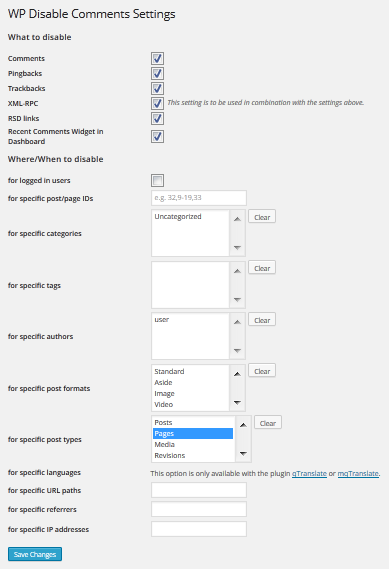 WP Disable Comments Settings
What to disable
Comments
Pingbacks
Trackbacks
XML-RPC This setting is to be used in combination with the settings above.
RSD links
Recent Comments Widget in
Dashboard
Where/When to disable
for logged in users
for specific post/page IDs e.g. 32,9-19,33
for specific categories
Uncategorized
Clear
for specific tags
Clear
for specific authors
user
Clear
for specific post formats
Standard
Aside
Image
Video
Clear
for specific post types
Posts
Pages
Media
Revisions
Clear
for specific languages This option is only available with the plugin qTranslate or mqTranslate.
for specific URL paths
for specific referrers
for specific IP addresses
Save Changes